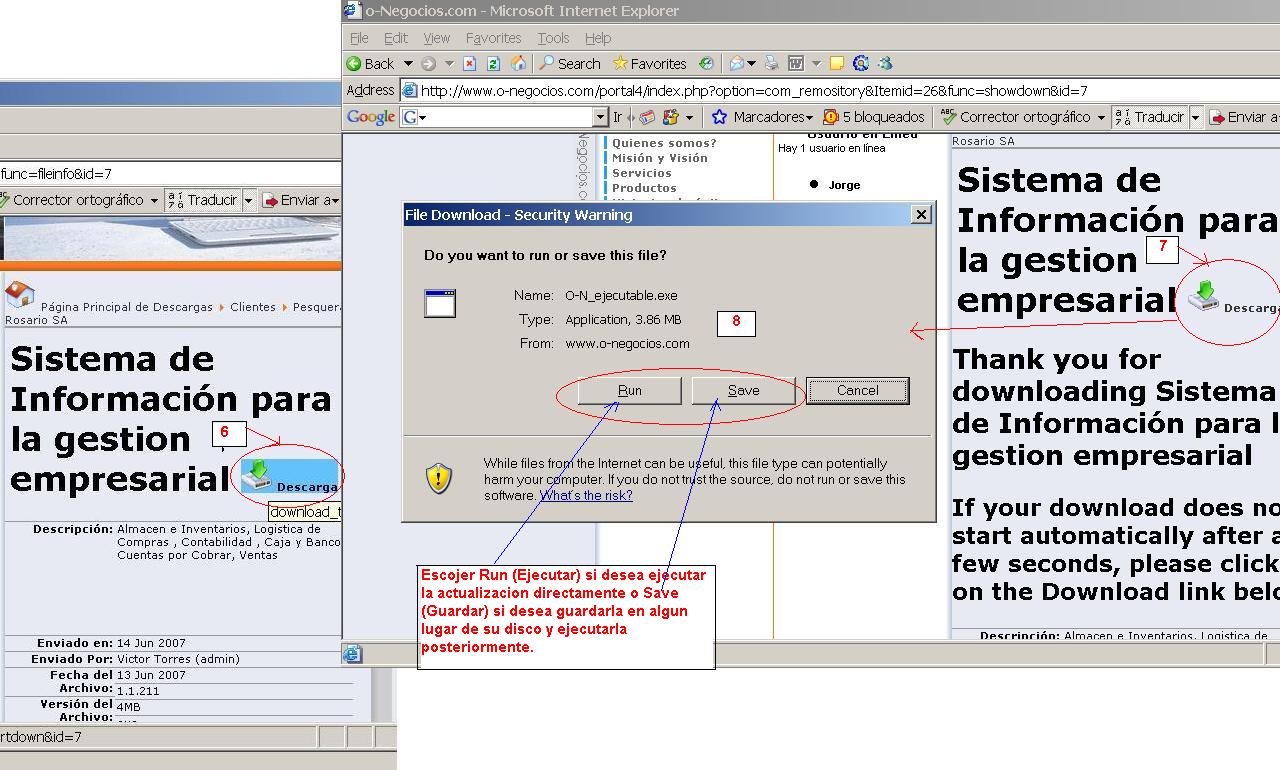 o-Negocios.com - Microsoft Internet Explorer
File Edit View Favorites Tools Help
Back Search Favorites
Address http://www.o-negocios.com/portal4/index.php?option=com_remository&Itemid=26&func=showdown&id=7
Google G Ir Marcadores 5 bloqueados ABC Corrector ortográfico Traducir Enviar a
func=fileinfo&id=7
Corrector ortográfico Traducir Enviar a
Página Principal de Descargas Clientes Pesquera
Rosario SA
Sistema de
Información para
la gestion
empresarial
6
Descarga
download_t
Descripción: Almacen e Inventarios, Logistica de
Compras , Contabilidad , Caja y Banco
Cuentas por Cobrar, Ventas
Enviado en: 14 Jun 2007
Enviado Por: Victor Torres (admin)
Fecha del Archivo: 13 Jun 2007
Versión del Archivo: 1.1.211
4MB
rtdown&id=7
Negocios.co
Quienes somos?
Misión y Visión
Servicios
Productos
Usuario en Linea
Hay 1 usuario en línea
Jorge
File Download - Security Warning
Do you want to run or save this file?
Name: O-N_ejecutable.exe
Type: Application, 3.86 MB
From: www.o-negocios.com
8
Run Save Cancel
While files from the Internet can be useful, this file type can potentially
harm your computer. If you do not trust the source, do not run or save this
software. What's the risk?
Escojer Run (Ejecutar) si desea ejecutar
la actualizacion directamente o Save
(Guardar) si desea guardarla en algun
lugar de su disco y ejecutarla
posteriormente.
Rosario SA
Sistema de
Información para
la gestion
empresarial
7
Descarga
Thank you for
downloading Sistema
de Información para l
gestion empresarial
If your download does no
start automatically after a
few seconds, please click
on the Download link belo
Descripción: Almacen e Inventarios, Logistica de